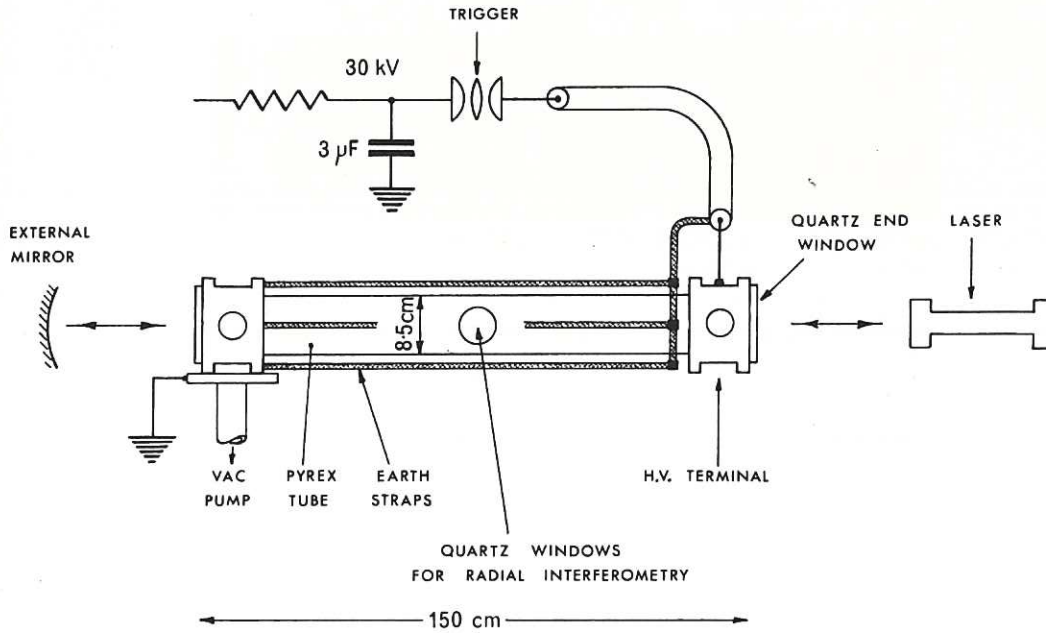 TRIGGER
30 kV
3 µF
EXTERNAL
MIRROR
QUARTZ END
WINDOW
LASER
8·5cm
VAC
PUMP
PYREX
TUBE
EARTH
STRAPS
H.V. TERMINAL
QUARTZ WINDOWS
FOR RADIAL INTERFEROMETRY
150 cm